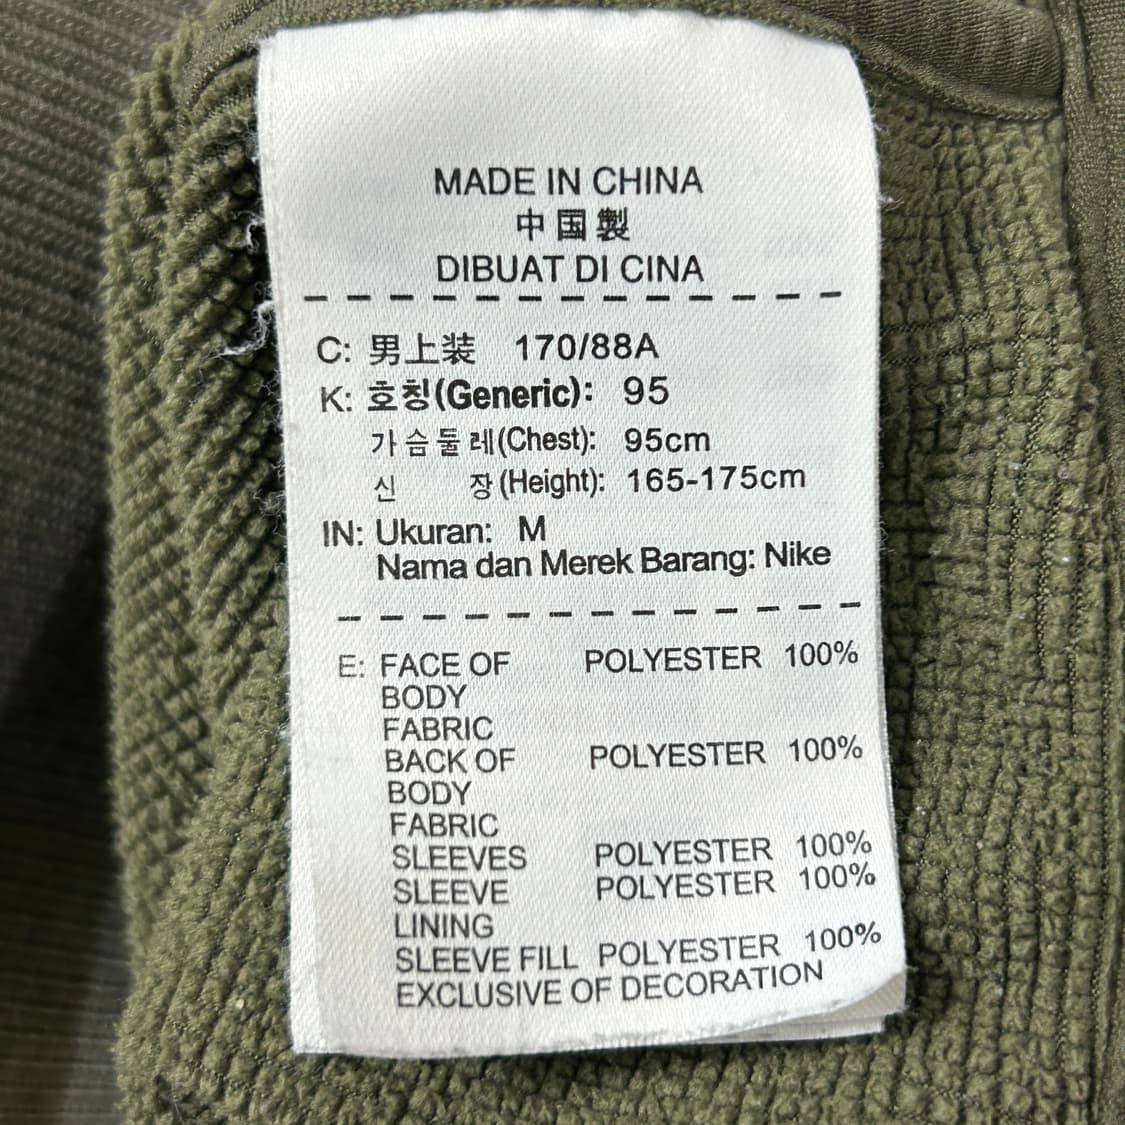 MADE IN CHINA
中国製
DIBUAT DI CINA
C: 男上装 170/88A
K: 호칭(Generic): 95
가슴둘레(Chest): 95cm
신 장(Height): 165-175cm
IN: Ukuran: M
Nama dan Merek Barang: Nike
E: FACE OF POLYESTER 100%
BODY
FABRIC
BACK OF POLYESTER 100%
BODY
FABRIC
SLEEVES POLYESTER 100%
SLEEVE POLYESTER 100%
LINING
SLEEVE FILL POLYESTER 100%
EXCLUSIVE OF DECORATION